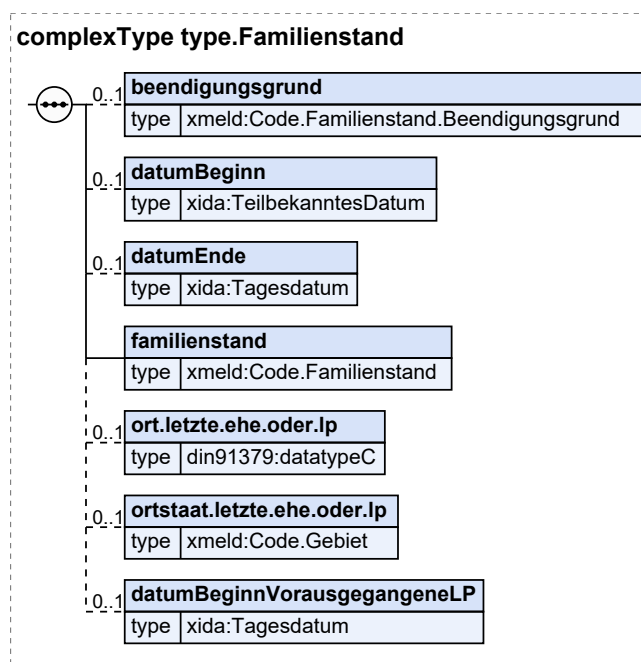 complexType type.Familienstand
0..1 beendigungsgrund
type xmeld:Code.Familienstand.Beendigungsgrund
0..1 datumBeginn
type xida:TeilbekanntesDatum
0..1 datumEnde
type xida:Tagesdatum
familienstand
type xmeld:Code.Familienstand
0..1 ort.letzte.ehe.oder.lp
type din91379:datatypeC
0..1 ortstaat.letzte.ehe.oder.lp
type xmeld:Code.Gebiet
0..1 datumBeginnVorausgegangeneLP
type xida:Tagesdatum